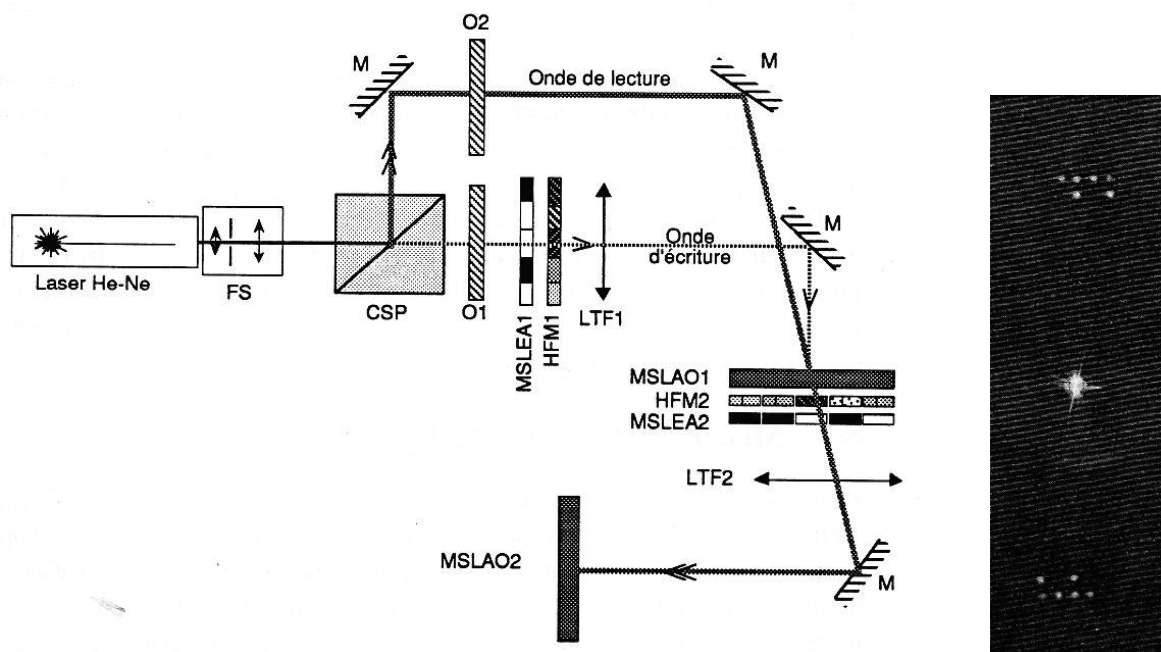 O2
M
M
Onde de lecture
M
Onde
d'écriture
Laser He-Ne
FS
CSP
O1
MSLEA1
HFM1
LTF1
MSLAO1
HFM2
MSLEA2
LTF2
MSLAO2
M